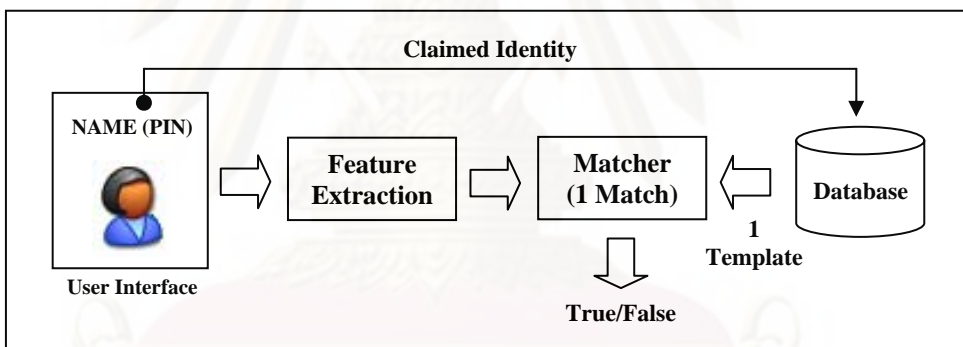 Claimed Identity
NAME (PIN)
User Interface
Feature
Extraction
Matcher
(1 Match)
True/False
1
Template
Database